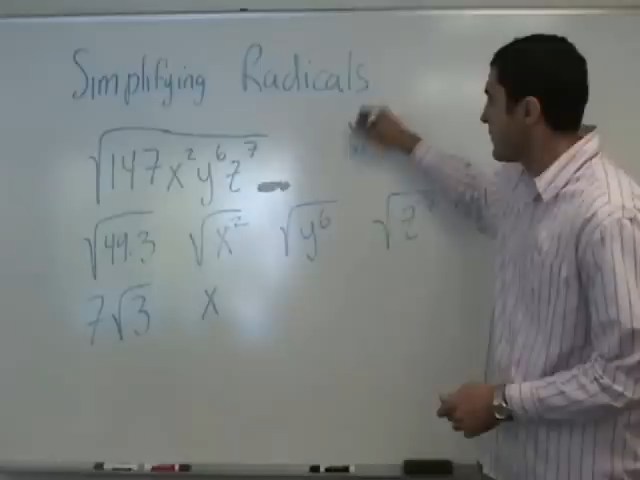 Simplifying Radicals
√147x²y⁶z⁷
√49.3 √x² √y⁶ √z⁷
7√3 x